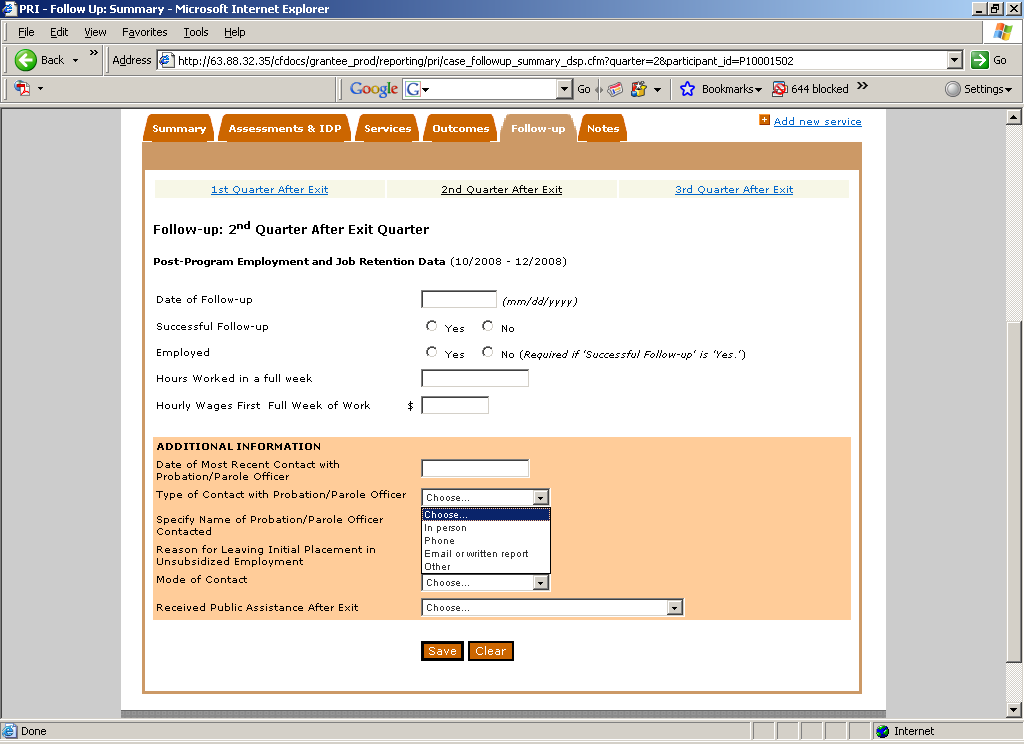 PRI - Follow Up: Summary - Microsoft Internet Explorer
File Edit View Favorites Tools Help
Back » Address http://63.88.32.35/cfdocs/grantee_prod/reporting/pri/case_followup_summary_dsp.cfm?quarter=2&participant_id=P10001502 Go
Google G Go Bookmarks 644 blocked » Settings
Summary Assessments & IDP Services Outcomes Follow-up Notes Add new service
1st Quarter After Exit 2nd Quarter After Exit 3rd Quarter After Exit
Follow-up: 2nd Quarter After Exit Quarter
Post-Program Employment and Job Retention Data (10/2008 - 12/2008)
Date of Follow-up (mm/dd/yyyy)
Successful Follow-up Yes No
Employed Yes No (Required if 'Successful Follow-up' is 'Yes.')
Hours Worked in a full week
Hourly Wages First Full Week of Work $
ADDITIONAL INFORMATION
Date of Most Recent Contact with
Probation/Parole Officer
Type of Contact with Probation/Parole Officer Choose...
Choose...
In person
Phone
Email or written report
Other
Specify Name of Probation/Parole Officer
Contacted
Reason for Leaving Initial Placement in
Unsubsidized Employment
Mode of Contact Choose...
Received Public Assistance After Exit Choose...
Save Clear
Done Internet